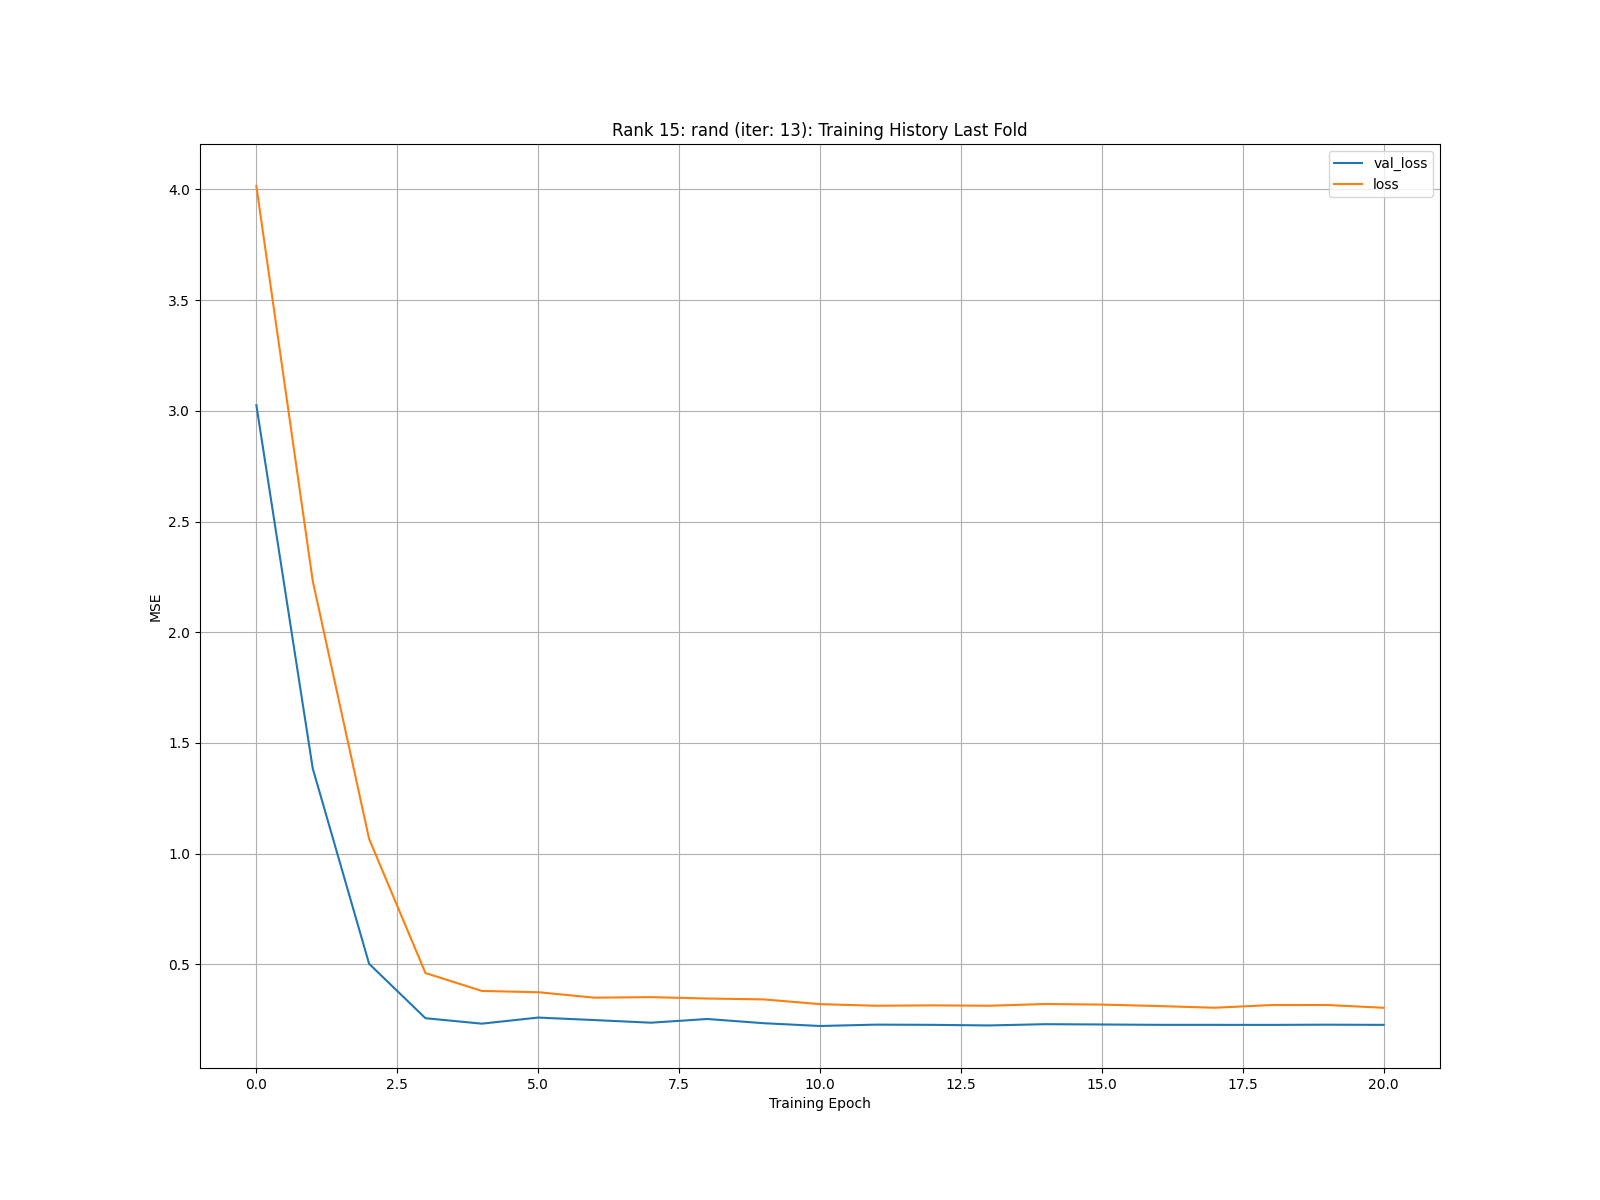 Rank 15: rand (iter: 13): Training History Last Fold
val_loss
loss
4.0
3.5
3.0
2.5
2.0
1.5
1.0
0.5
MSE
0.0 2.5 5.0 7.5 10.0 12.5 15.0 17.5 20.0
Training Epoch